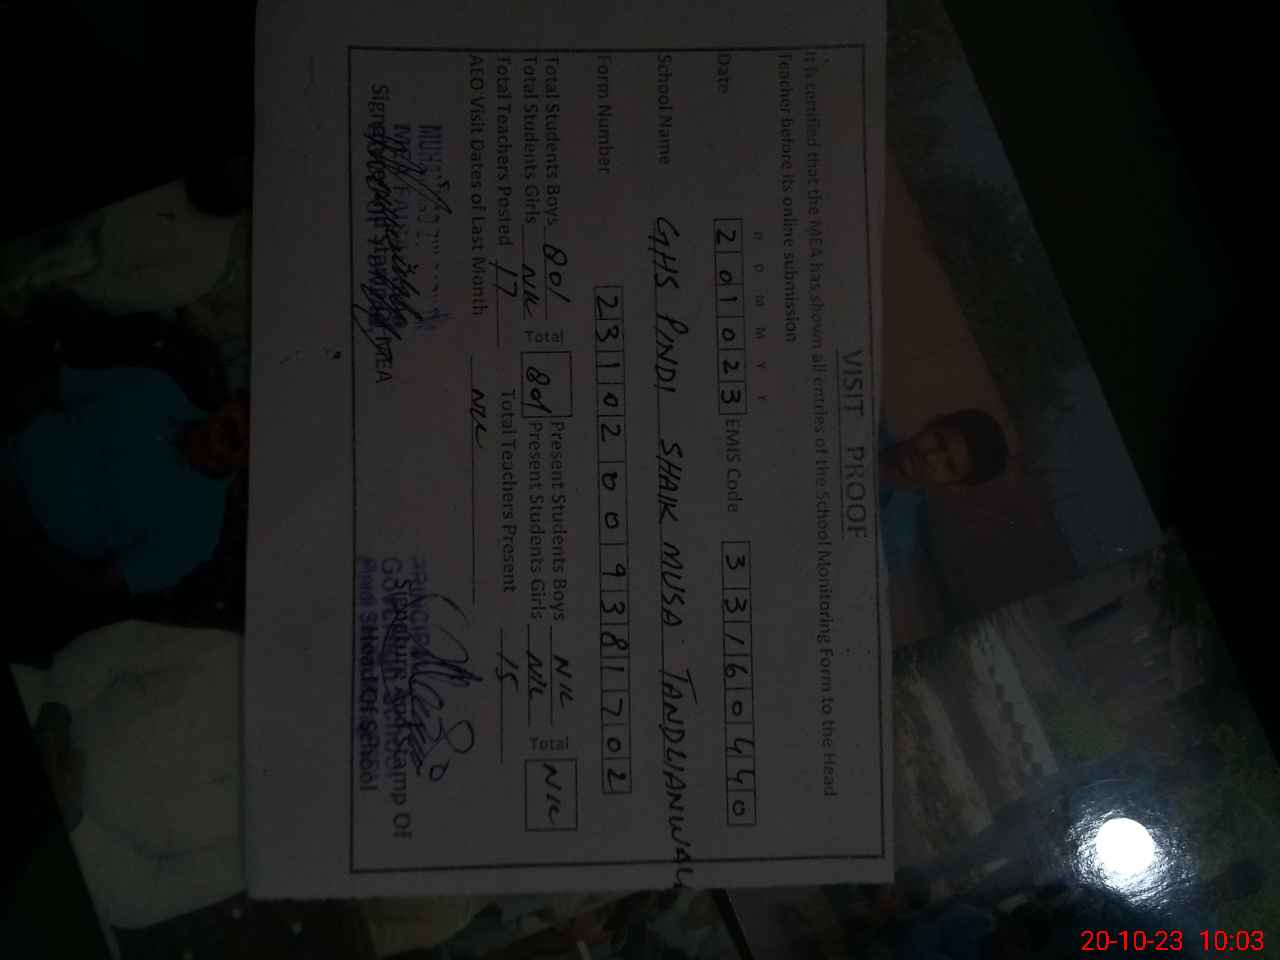 VISIT PROOF
It is certified that the MEA has shown all entries of the School Monitoring Form to the Head
Teacher before its online submission
D D M M Y Y
Date 2 0 1 0 2 3 EMIS Code 3 3 1 6 0 4 4 0
School Name GHS PINDI SHAIK MUSA TANDLIANWALA
Form Number 2 3 1 0 2 0 0 9 3 8 1 7 0 2
Total Students Boys 801 Total 801 Present Students Boys NIL Total NIL
Total Students Girls NIL Present Students Girls NIL
Total Teachers Posted 17 Total Teachers Present 15
AEO Visit Dates of Last Month NIL
PRINCIPAL
Signature and Stamp Of
Head Of School
MEA
20-10-23 10:03